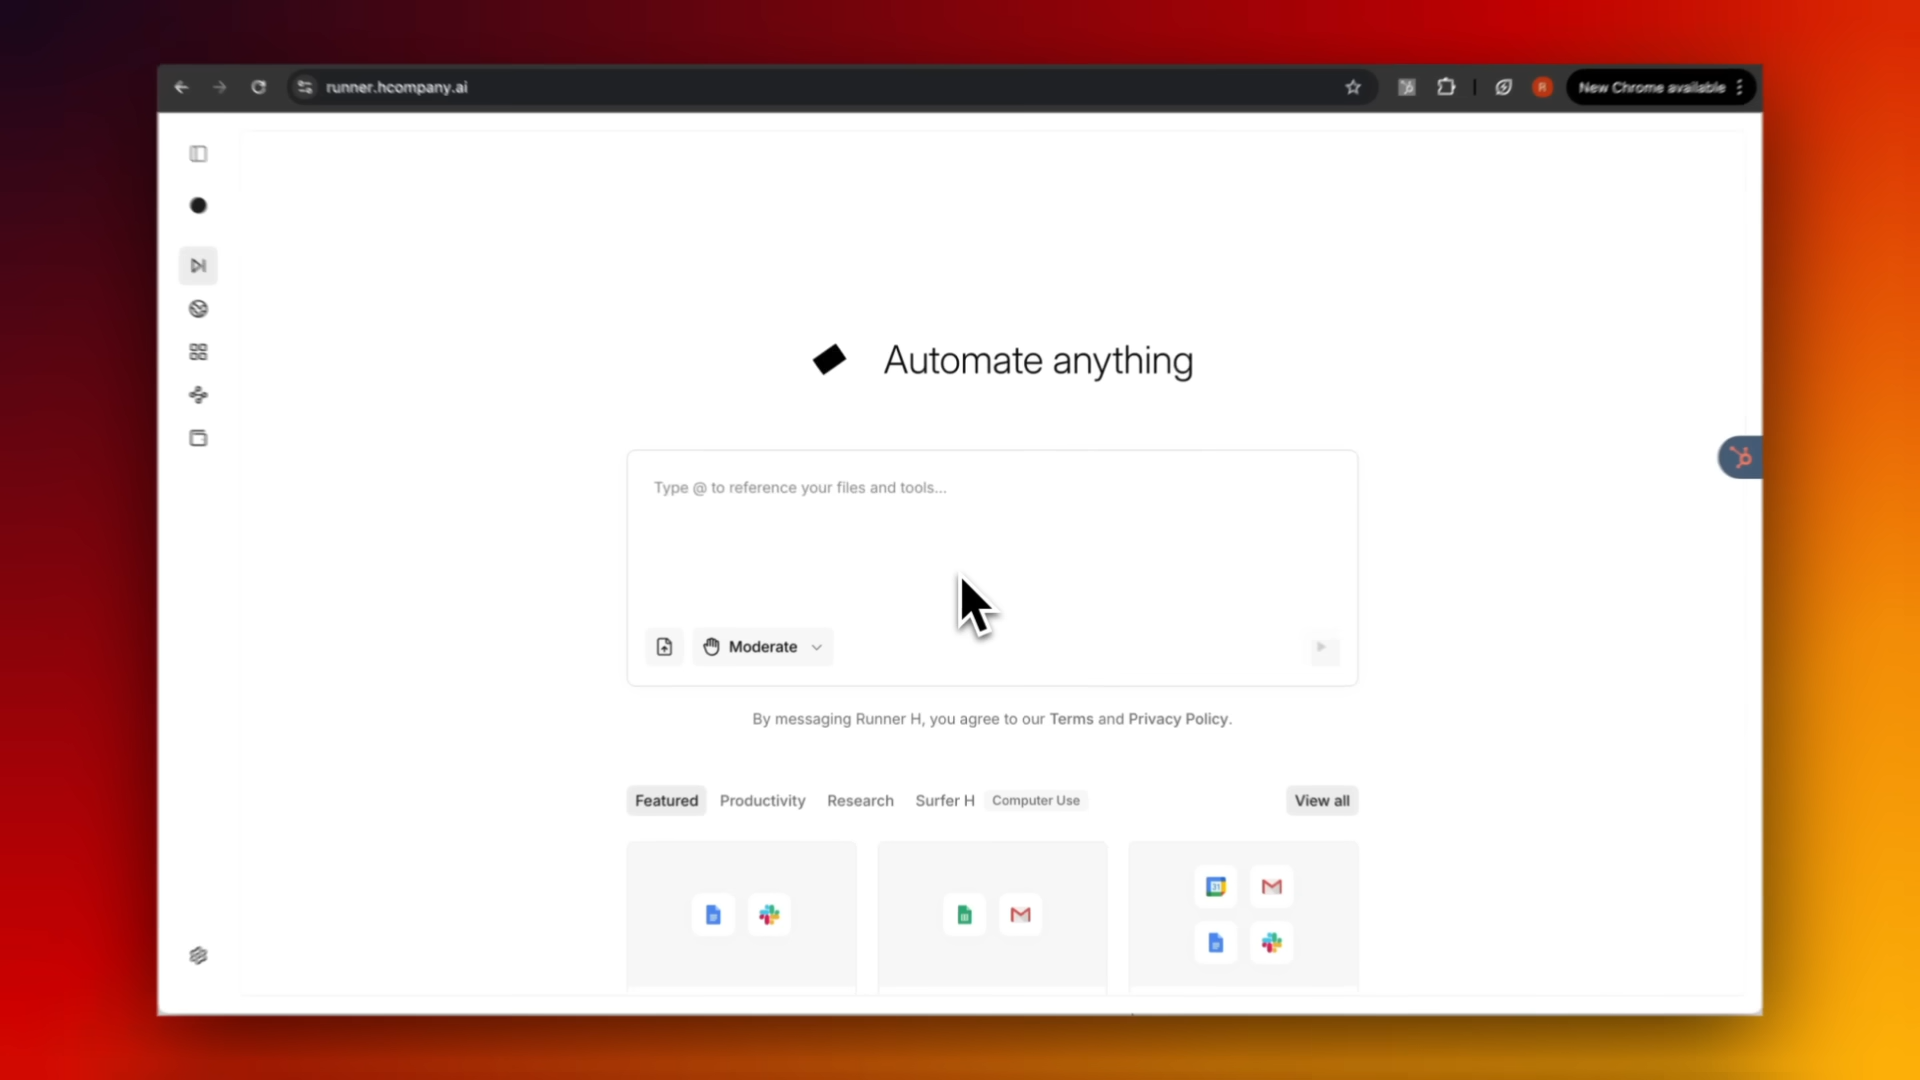 runner.hcompany.ai
R
New Chrome available
Automate anything
Type @ to reference your files and tools...
Moderate
By messaging Runner H, you agree to our Terms and Privacy Policy.
Featured Productivity Research Surfer H Computer Use View all
31